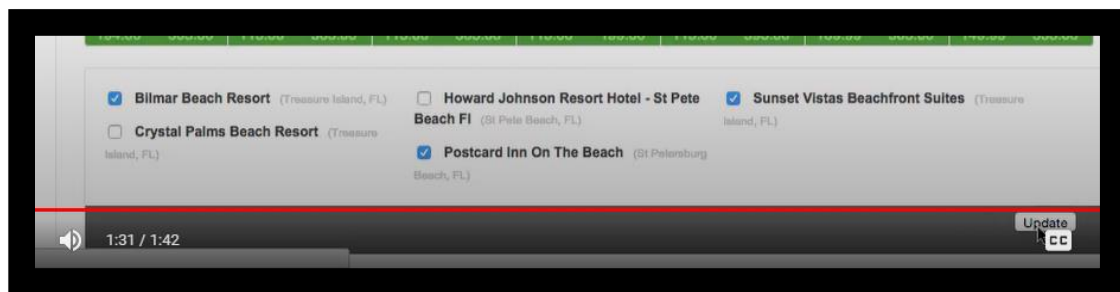 Bilmar Beach Resort (Treasure Island, FL)
Crystal Palms Beach Resort (Treasure
Island, FL)
Howard Johnson Resort Hotel - St Pete
Beach Fl (St Pete Beach, FL)
Postcard Inn On The Beach (St Petersburg
Beach, FL)
Sunset Vistas Beachfront Suites (Treasure
Island, FL)
Update
1:31 / 1:42
CC